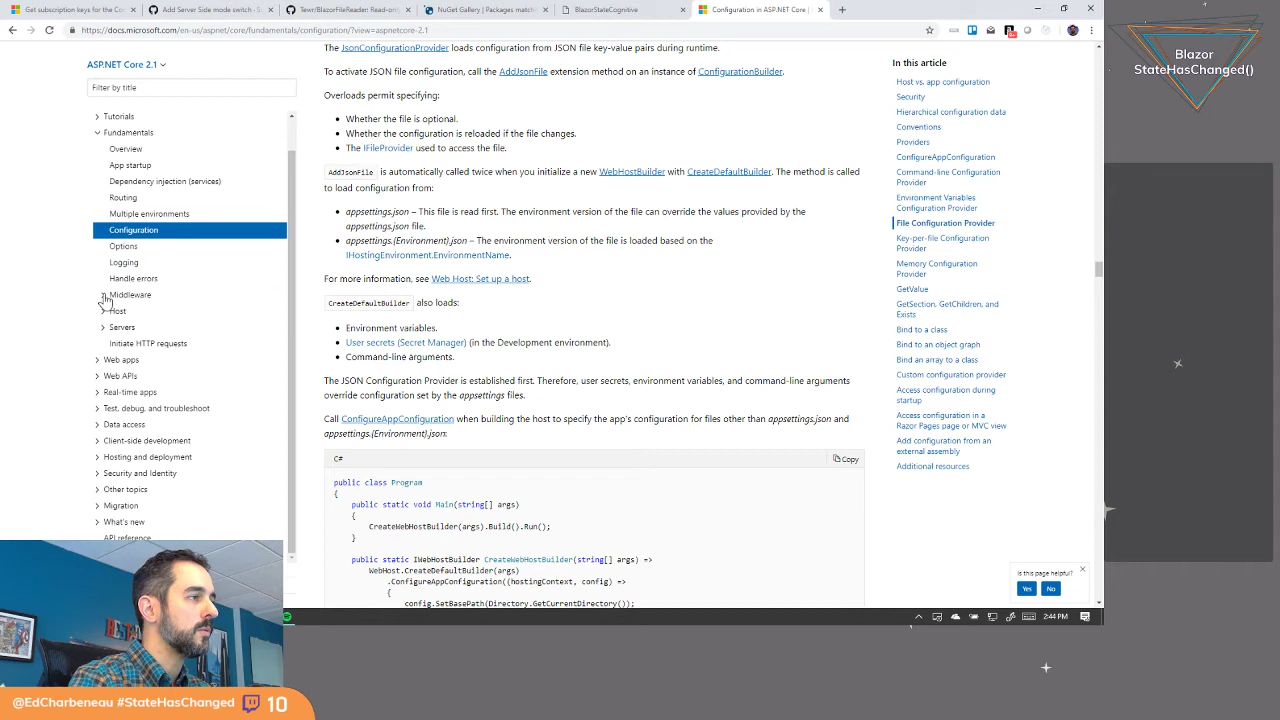 Get subscription keys for the Co
Add Server Side mode switch - S
Tewr/BlazorFileReader: Read-only
NuGet Gallery | Packages match
BlazorStateCognitive
Configuration in ASP.NET Core |
https://docs.microsoft.com/en-us/aspnet/core/fundamentals/configuration/?view=aspnetcore-2.1
Blazor
StateHasChanged()
ASP.NET Core 2.1
Filter by title
Tutorials
Fundamentals
Overview
App startup
Dependency injection (services)
Routing
Multiple environments
Configuration
Options
Logging
Handle errors
Middleware
Host
Servers
Initiate HTTP requests
Web apps
Web APIs
Real-time apps
Test, debug, and troubleshoot
Data access
Client-side development
Hosting and deployment
Security and Identity
Other topics
Migration
What's new
API reference
The JsonConfigurationProvider loads configuration from JSON file key-value pairs during runtime.
To activate JSON file configuration, call the AddJsonFile extension method on an instance of ConfigurationBuilder.
Overloads permit specifying:
• Whether the file is optional.
• Whether the configuration is reloaded if the file changes.
• The IFileProvider used to access the file.
AddJsonFile is automatically called twice when you initialize a new WebHostBuilder with CreateDefaultBuilder. The method is called
to load configuration from:
• appsettings.json – This file is read first. The environment version of the file can override the values provided by the
appsettings.json file.
• appsettings.{Environment}.json – The environment version of the file is loaded based on the
IHostingEnvironment.EnvironmentName.
For more information, see Web Host: Set up a host.
CreateDefaultBuilder also loads:
• Environment variables.
• User secrets (Secret Manager) (in the Development environment).
• Command-line arguments.
The JSON Configuration Provider is established first. Therefore, user secrets, environment variables, and command-line arguments
override configuration set by the appsettings files.
Call ConfigureAppConfiguration when building the host to specify the app's configuration for files other than appsettings.json and
appsettings.{Environment}.json:
C#
Copy
public class Program
{
public static void Main(string[] args)
{
CreateWebHostBuilder(args).Build().Run();
}
public static IWebHostBuilder CreateWebHostBuilder(string[] args) =>
WebHost.CreateDefaultBuilder(args)
.ConfigureAppConfiguration((hostingContext, config) =>
{
config.SetBasePath(Directory.GetCurrentDirectory());
In this article
Host vs. app configuration
Security
Hierarchical configuration data
Conventions
Providers
ConfigureAppConfiguration
Command-line Configuration
Provider
Environment Variables
Configuration Provider
File Configuration Provider
Key-per-file Configuration
Provider
Memory Configuration
Provider
GetValue
GetSection, GetChildren, and
Exists
Bind to a class
Bind to an object graph
Bind an array to a class
Custom configuration provider
Access configuration during
startup
Access configuration in a
Razor Pages page or MVC view
Add configuration from an
external assembly
Additional resources
Is this page helpful?
Yes
No
2:44 PM
@EdCharbeneau #StateHasChanged 10